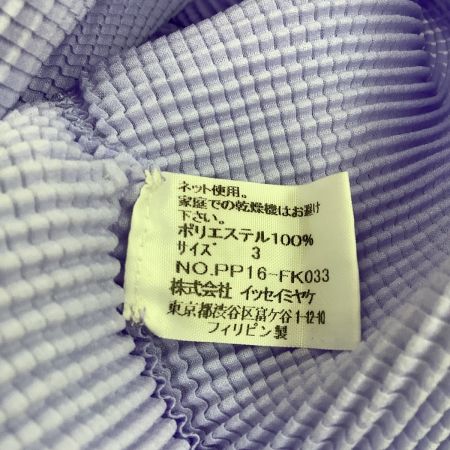 ネット使用。
家庭での乾燥機はお避け
下さい。
ポリエステル100%
サイズ 3
NO.PP16-FK033
株式会社 イッセイミヤケ
東京都渋谷区富ケ谷1-12-10
フィリピン製